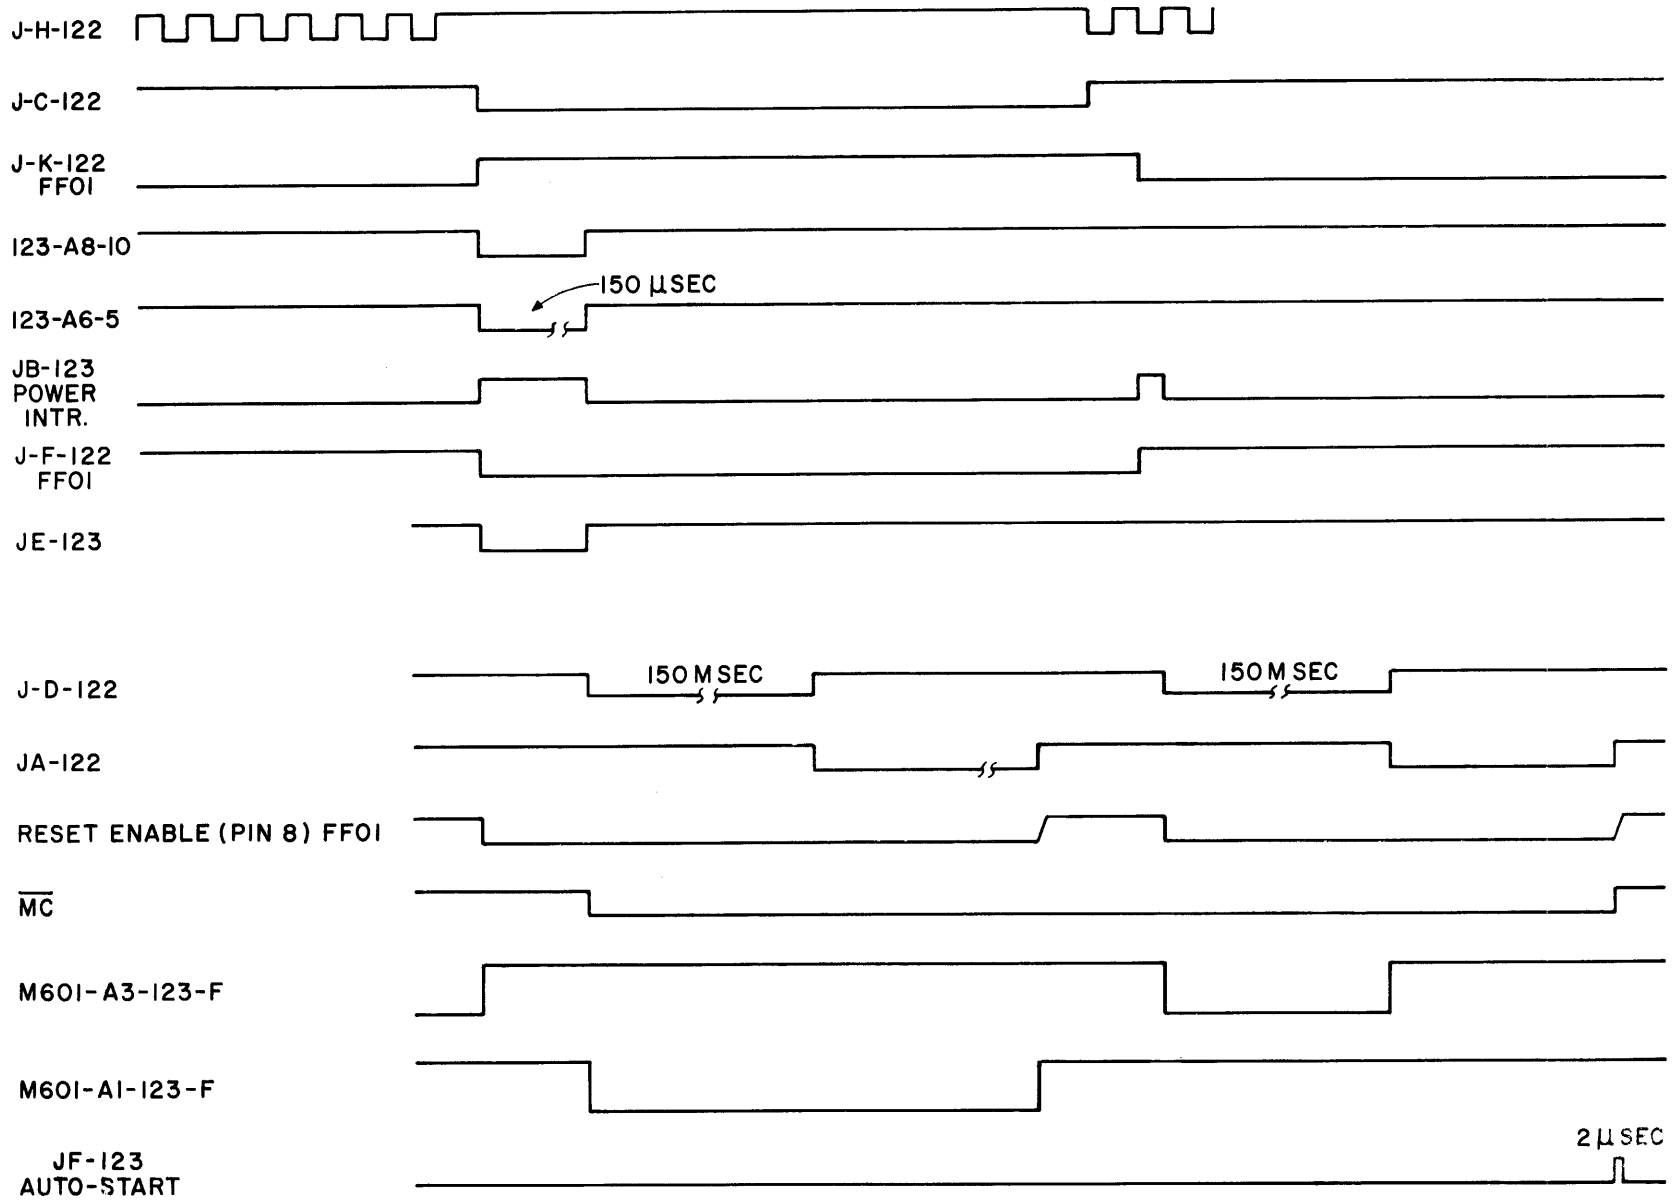 J-H-122
J-C-122
J-K-122
FF01
123-A8-10
150 μSEC
123-A6-5
JB-123
POWER
INTR.
J-F-122
FF01
JE-123
150 M SEC
150 M SEC
J-D-122
JA-122
RESET ENABLE (PIN 8) FF01
M̅C̅
M601-A3-123-F
M601-A1-123-F
2 μ SEC
JF-123
AUTO-START